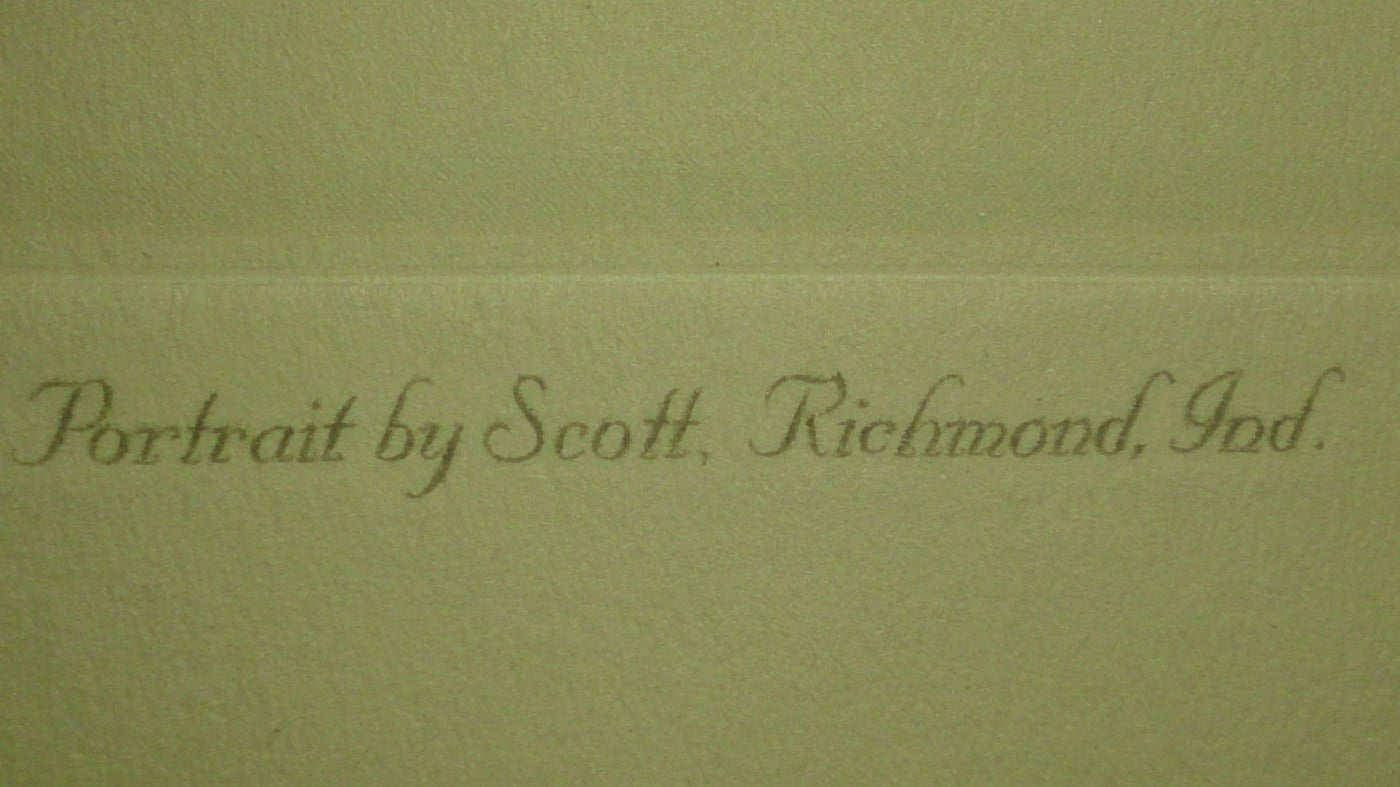 Portrait by Scott, Richmond, Ind.